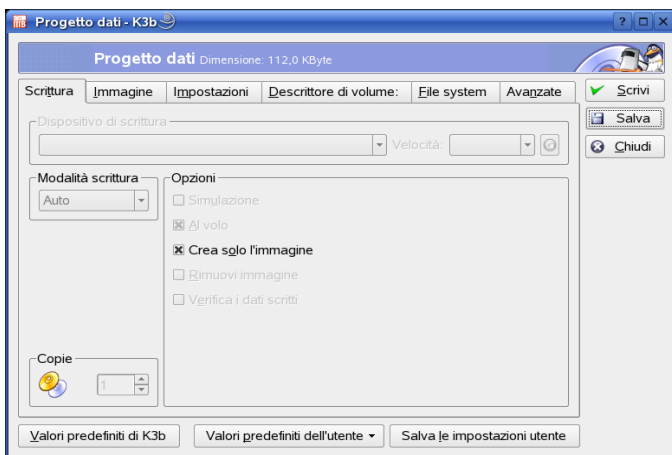 Progetto dati - K3b
Progetto dati Dimensione: 112,0 KByte
Scrittura Immagine Impostazioni Descrittore di volume: File system Avanzate
Scrivi
Salva
Chiudi
Dispositivo di scrittura
Velocità:
Modalità scrittura
Auto
Opzioni
Simulazione
Al volo
Crea solo l'immagine
Rimuovi immagine
Verifica i dati scritti
Copie
1
Valori predefiniti di K3b Valori predefiniti dell'utente Salva le impostazioni utente